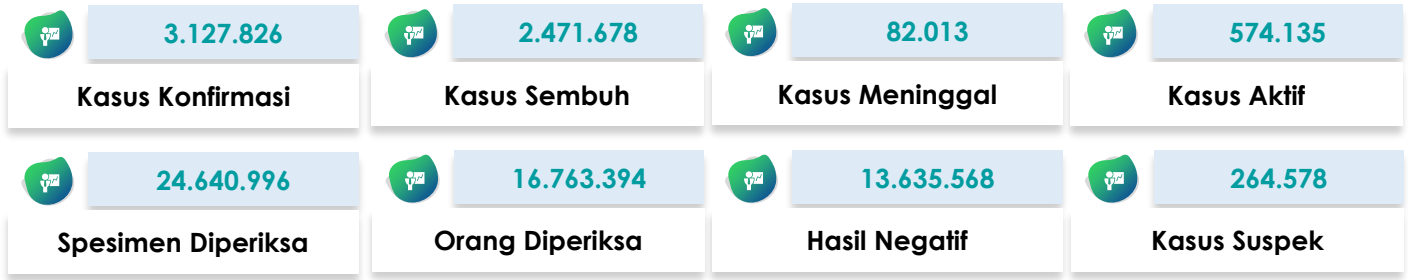 3.127.826
Kasus Konfirmasi
2.471.678
Kasus Sembuh
82.013
Kasus Meninggal
574.135
Kasus Aktif
24.640.996
Spesimen Diperiksa
16.763.394
Orang Diperiksa
13.635.568
Hasil Negatif
264.578
Kasus Suspek